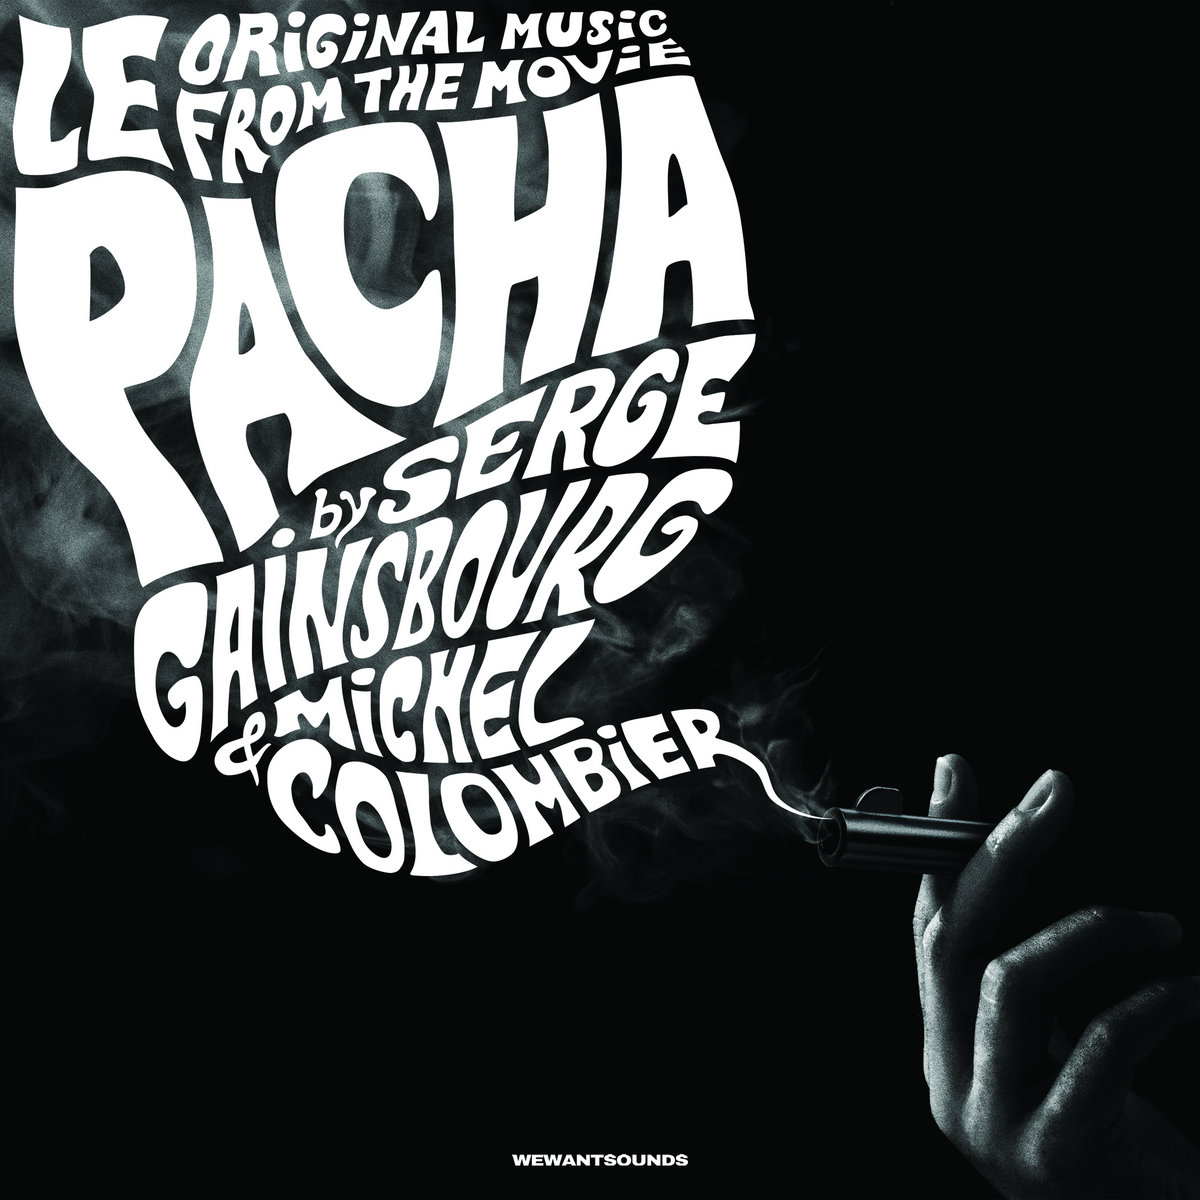 LE
ORiGiNAL MUSiC
FROM THE MOViE
PACHA
by SERGE
GAiNSBOURG
& MiCHEL
COLOMBiER
WEWANTSOUNDS